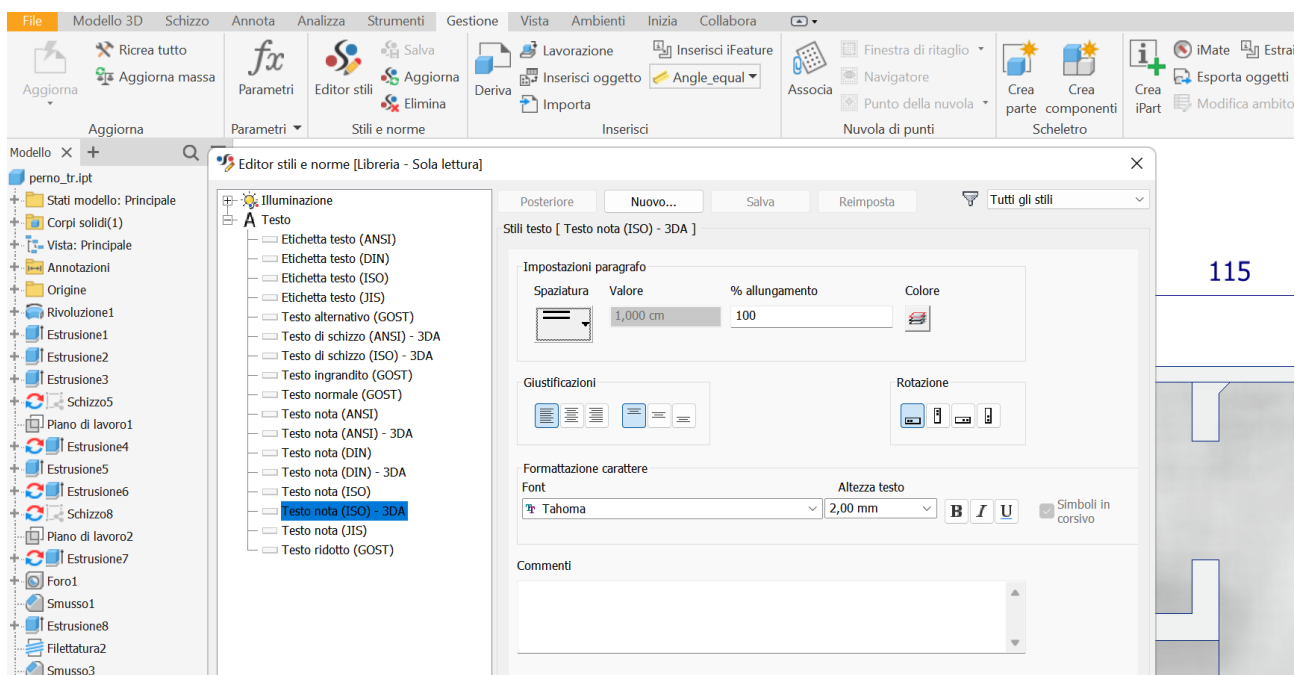 File Modello 3D Schizzo Annota Analizza Strumenti Gestione Vista Ambienti Inizia Collabora
Aggiorna
Ricrea tutto
Aggiorna massa
Aggiorna
fx
Parametri
Parametri
Editor stili
Salva
Aggiorna
Elimina
Stili e norme
Deriva
Lavorazione
Inserisci oggetto
Importa
Inserisci iFeature
Angle_equal
Inserisci
Associa
Finestra di ritaglio
Navigatore
Punto della nuvola
Nuvola di punti
Crea
parte
Crea
componenti
Scheletro
Crea
iPart
iMate
Estrai
Esporta oggetti
Modifica ambito
Modello
perno_tr.ipt
Stati modello: Principale
Corpi solidi(1)
Vista: Principale
Annotazioni
Origine
Rivoluzione1
Estrusione1
Estrusione2
Estrusione3
Schizzo5
Piano di lavoro1
Estrusione4
Estrusione5
Estrusione6
Schizzo8
Piano di lavoro2
Estrusione7
Foro1
Smusso1
Estrusione8
Filettatura2
Smusso3
Editor stili e norme [Libreria - Sola lettura]
Illuminazione
A Testo
Etichetta testo (ANSI)
Etichetta testo (DIN)
Etichetta testo (ISO)
Etichetta testo (JIS)
Testo alternativo (GOST)
Testo di schizzo (ANSI) - 3DA
Testo di schizzo (ISO) - 3DA
Testo ingrandito (GOST)
Testo normale (GOST)
Testo nota (ANSI)
Testo nota (ANSI) - 3DA
Testo nota (DIN)
Testo nota (DIN) - 3DA
Testo nota (ISO)
Testo nota (ISO) - 3DA
Testo nota (JIS)
Testo ridotto (GOST)
Posteriore Nuovo... Salva Reimposta Tutti gli stili
Stili testo [ Testo nota (ISO) - 3DA ]
Impostazioni paragrafo
Spaziatura Valore % allungamento Colore
1,000 cm 100
Giustificazioni
Rotazione
Formattazione carattere
Font Altezza testo
Tahoma 2,00 mm B I U
Simboli in
corsivo
Commenti
115